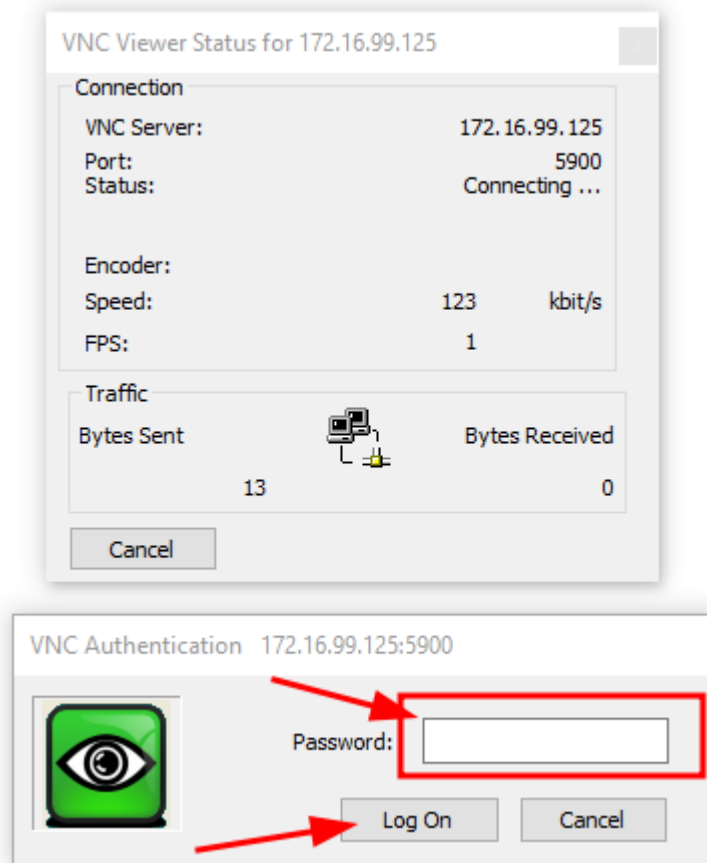 VNC Viewer Status for 172.16.99.125
Connection
VNC Server: 172.16.99.125
Port: 5900
Status: Connecting ...
Encoder:
Speed: 123 kbit/s
FPS: 1
Traffic
Bytes Sent Bytes Received
13 0
Cancel
VNC Authentication 172.16.99.125:5900
Password:
Log On Cancel